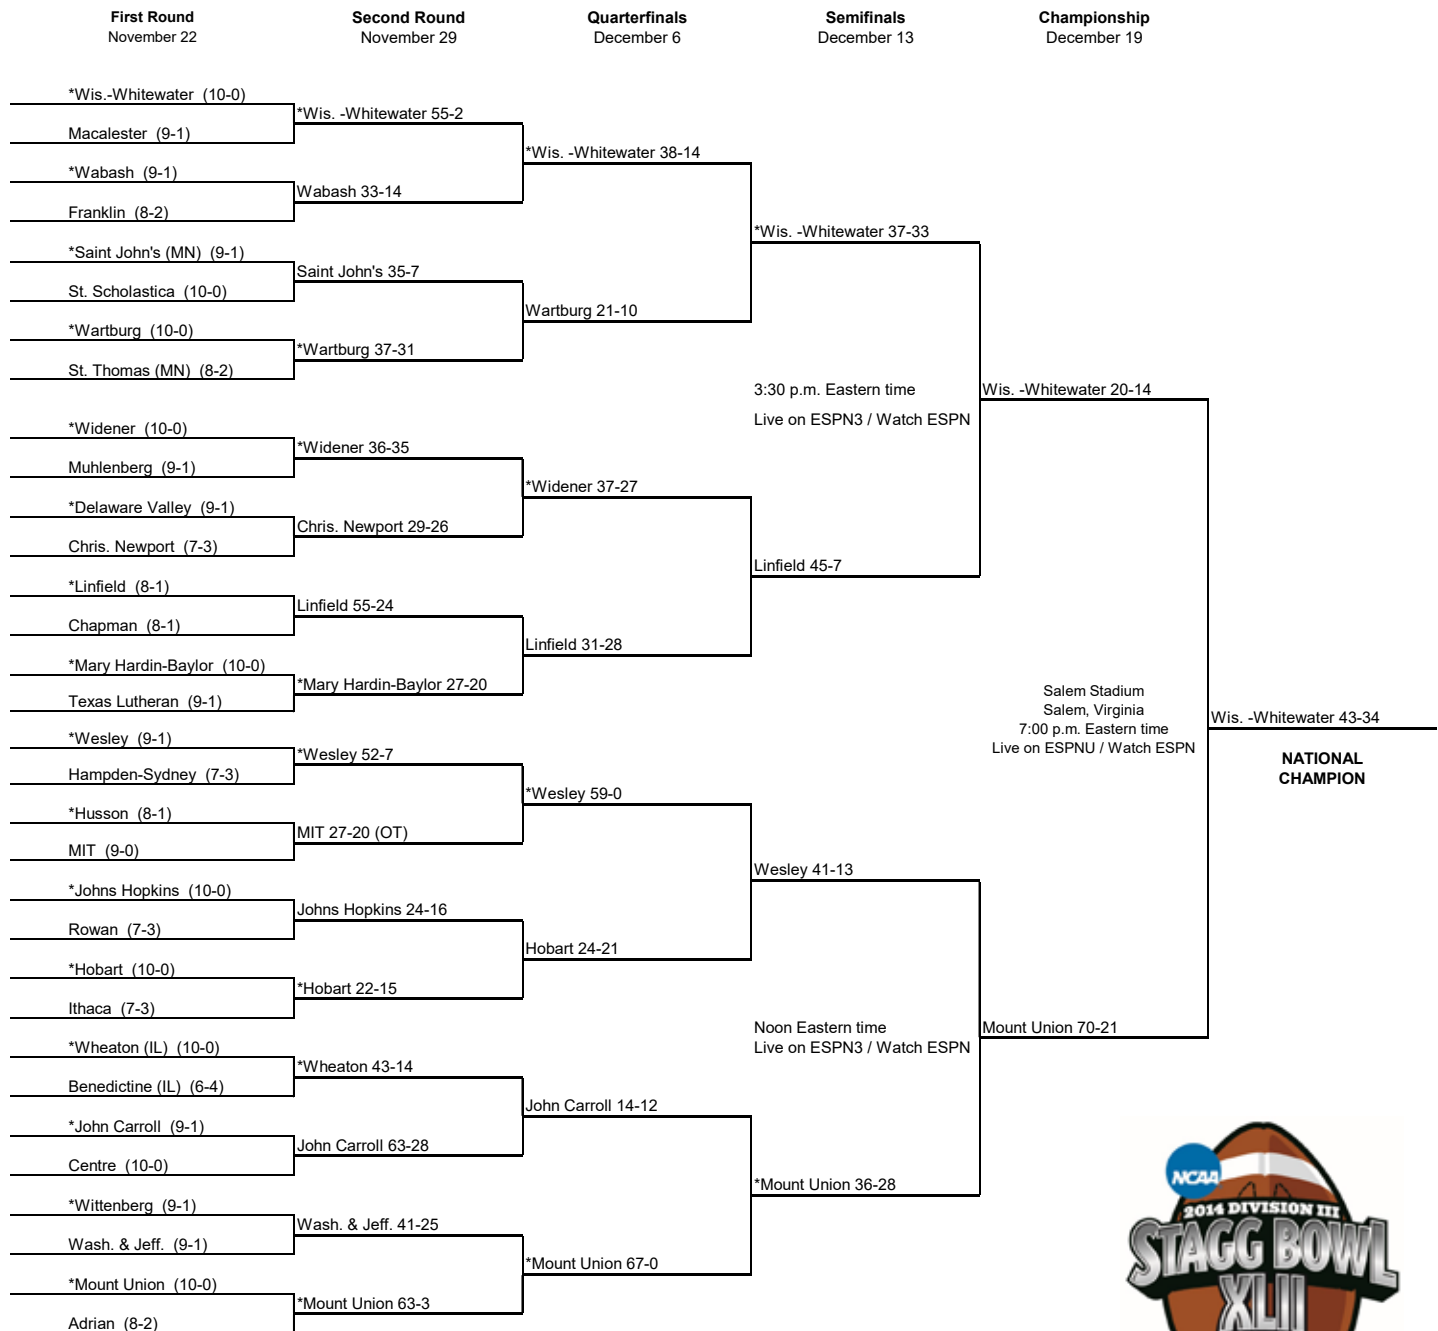 First Round
November 22
Second Round
November 29
Quarterfinals
December 6
Semifinals
December 13
Championship
December 19
*Wis.-Whitewater (10-0)
Macalester (9-1)
*Wabash (9-1)
Franklin (8-2)
*Saint John's (MN) (9-1)
St. Scholastica (10-0)
*Wartburg (10-0)
St. Thomas (MN) (8-2)
*Widener (10-0)
Muhlenberg (9-1)
*Delaware Valley (9-1)
Chris. Newport (7-3)
*Linfield (8-1)
Chapman (8-1)
*Mary Hardin-Baylor (10-0)
Texas Lutheran (9-1)
*Wesley (9-1)
Hampden-Sydney (7-3)
*Husson (8-1)
MIT (9-0)
*Johns Hopkins (10-0)
Rowan (7-3)
*Hobart (10-0)
Ithaca (7-3)
*Wheaton (IL) (10-0)
Benedictine (IL) (6-4)
*John Carroll (9-1)
Centre (10-0)
*Wittenberg (9-1)
Wash. & Jeff. (9-1)
*Mount Union (10-0)
Adrian (8-2)
*Wis. -Whitewater 55-2
Wabash 33-14
Saint John's 35-7
*Wartburg 37-31
*Widener 36-35
Chris. Newport 29-26
Linfield 55-24
*Mary Hardin-Baylor 27-20
*Wesley 52-7
MIT 27-20 (OT)
Johns Hopkins 24-16
*Hobart 22-15
*Wheaton 43-14
John Carroll 63-28
Wash. & Jeff. 41-25
*Mount Union 63-3
*Wis. -Whitewater 38-14
Wartburg 21-10
*Widener 37-27
Linfield 31-28
*Wesley 59-0
Hobart 24-21
John Carroll 14-12
*Mount Union 67-0
*Wis. -Whitewater 37-33
3:30 p.m. Eastern time
Live on ESPN3 / Watch ESPN
Linfield 45-7
Wesley 41-13
Noon Eastern time
Live on ESPN3 / Watch ESPN
*Mount Union 36-28
Wis. -Whitewater 20-14
Salem Stadium
Salem, Virginia
7:00 p.m. Eastern time
Live on ESPNU / Watch ESPN
Mount Union 70-21
Wis. -Whitewater 43-34
NATIONAL
CHAMPION
NCAA
2014 DIVISION III
STAGG BOWL
XLII